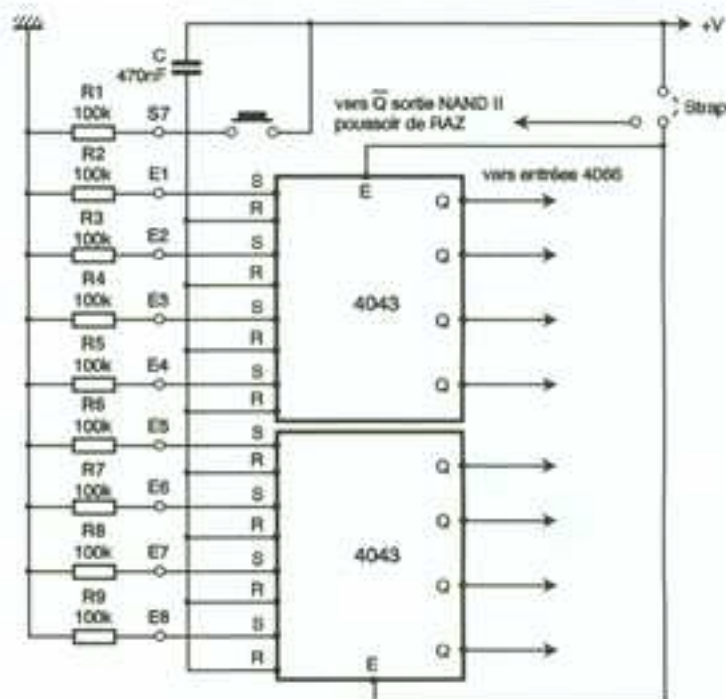 +V
C
470nF
R1
100k
S7
vers Q̅ sortie NAND II
poussoir de RAZ
Strap
R2
100k
E1
S
E
vers entrées 4066
R
Q
R3
100k
E2
S
Q
R
R4
100k
E3
S
4043
Q
R
R5
100k
E4
S
Q
R
R6
100k
E5
S
R
Q
R7
100k
E6
S
Q
R
R8
100k
E7
S
4043
Q
R
R9
100k
E8
S
Q
R
E